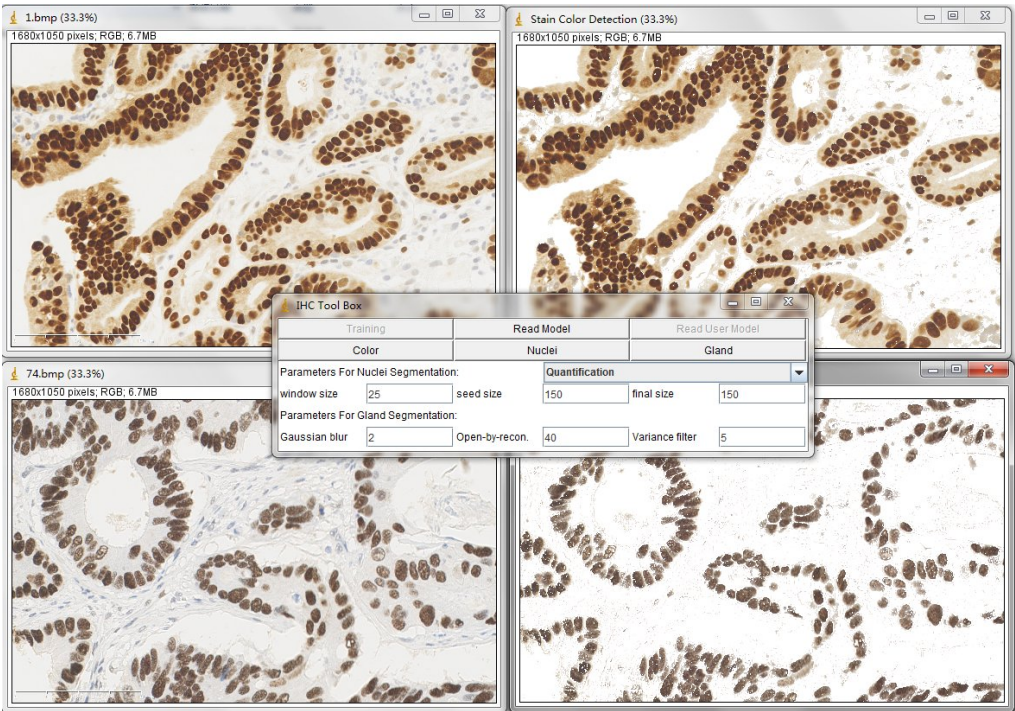 1.bmp (33.3%)
1680x1050 pixels; RGB; 6.7MB
Stain Color Detection (33.3%)
1680x1050 pixels; RGB; 6.7MB
IHC Tool Box
Training Read Model Read User Model
Color Nuclei Gland
Parameters For Nuclei Segmentation: Quantification
window size 25 seed size 150 final size 150
Parameters For Gland Segmentation:
Gaussian blur 2 Open-by-recon. 40 Variance filter 5
74.bmp (33.3%)
1680x1050 pixels; RGB; 6.7MB